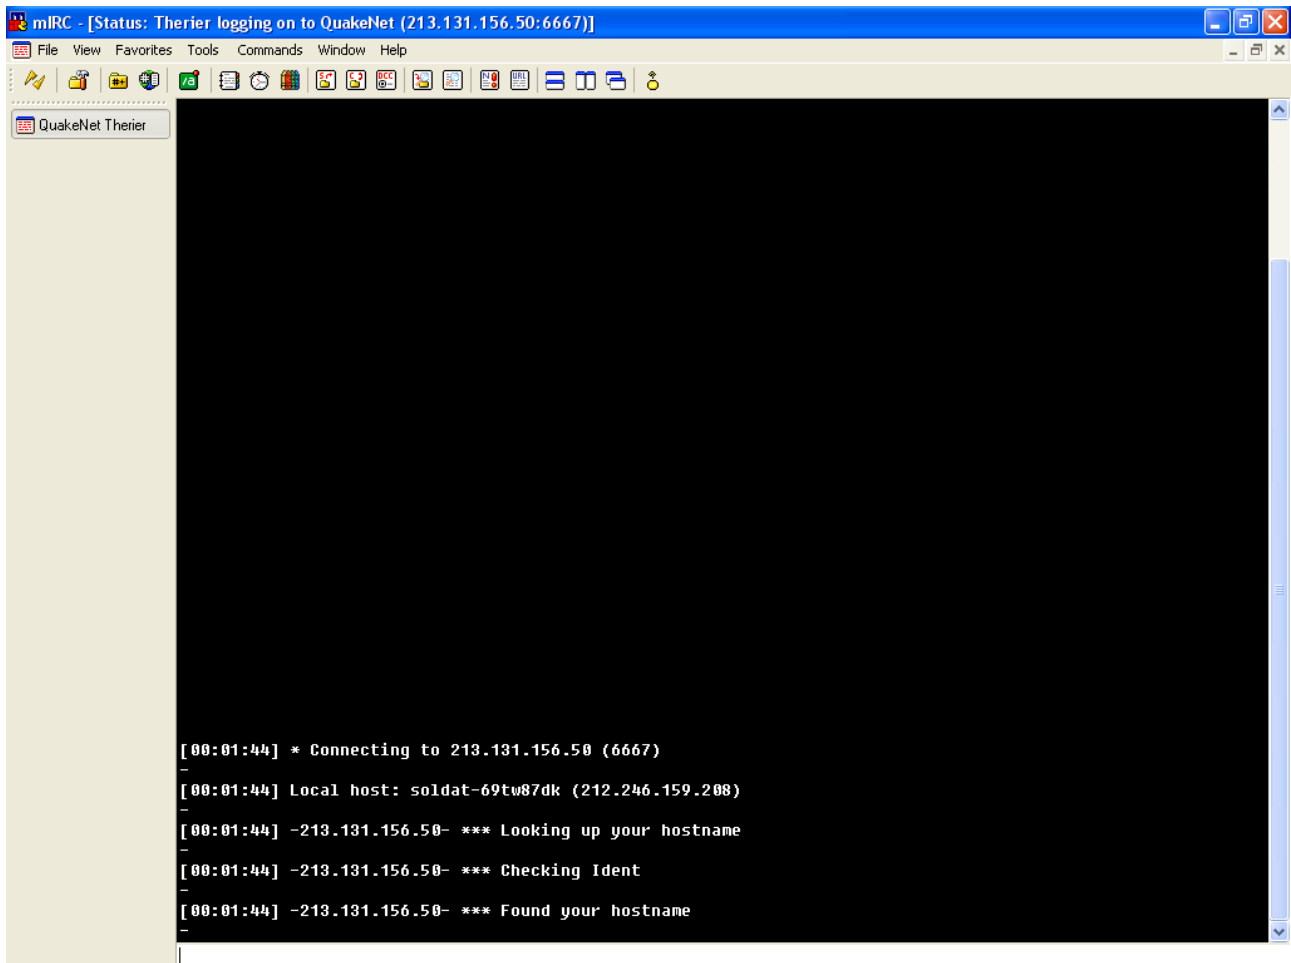 mIRC - [Status: Therier logging on to QuakeNet (213.131.156.50:6667)]
File View Favorites Tools Commands Window Help
QuakeNet Therier
[00:01:44] * Connecting to 213.131.156.50 (6667)
-
[00:01:44] Local host: soldat-69tw87dk (212.246.159.208)
-
[00:01:44] -213.131.156.50- *** Looking up your hostname
-
[00:01:44] -213.131.156.50- *** Checking Ident
-
[00:01:44] -213.131.156.50- *** Found your hostname
-